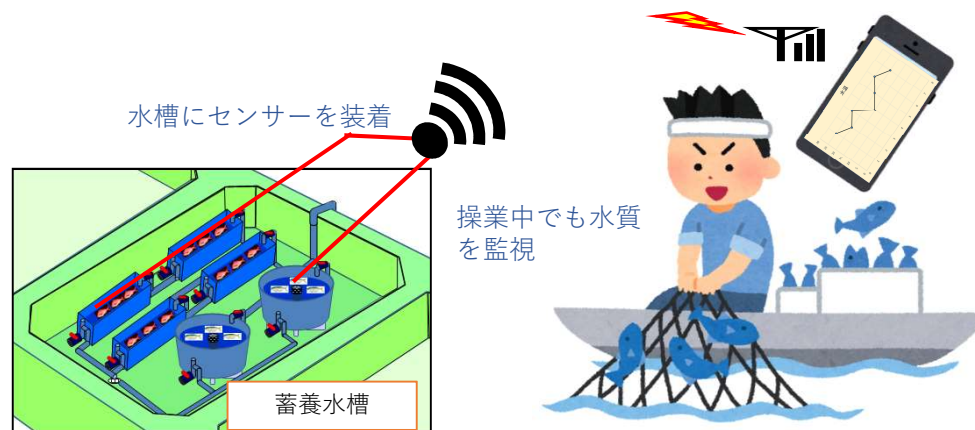 水槽にセンサーを装着
操業中でも水質
を監視
蓄養水槽